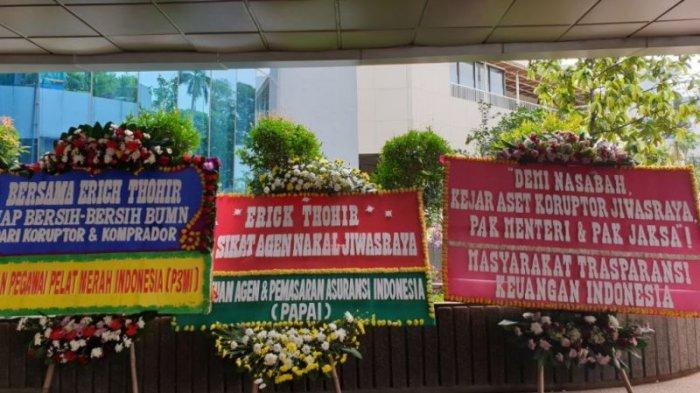 BERSAMA ERICH THOHIR
AP BERSIH-BERSIH BUMN
ARI KORUPTOR & KOMPRADOR
N PEGAWAI PELAT MERAH INDONESIA (P3MI)
" ERICK THOHIR
SIKAT AGEN NAKAL JIWASRAYA
AN AGEN & PEMASARAN ASURANSI INDONESIA
(PAPAI)
"DEMI NASABAH,
KEJAR ASET KORUPTOR JIWASRAYA
PAK MENTERI & PAK JAKSA"!
MASYARAKAT TRASPARANSI
KEUANGAN INDONESIA